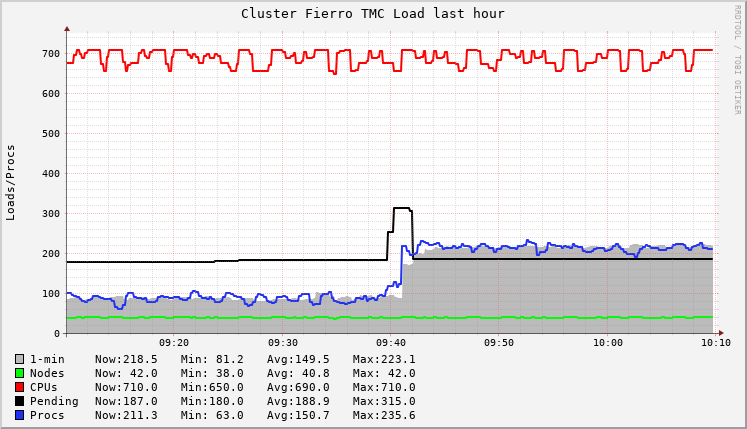 Cluster Fierro TMC Load last hour
RRDTOOL / TOBI OETIKER
Loads/Procs
700
600
500
400
300
200
100
0
09:20 09:30 09:40 09:50 10:00 10:10
1-min Now:218.5 Min: 81.2 Avg:149.5 Max:223.1
Nodes Now: 42.0 Min: 38.0 Avg: 40.8 Max: 42.0
CPUs Now:710.0 Min:650.0 Avg:690.0 Max:710.0
Pending Now:187.0 Min:180.0 Avg:188.9 Max:315.0
Procs Now:211.3 Min: 63.0 Avg:150.7 Max:235.6